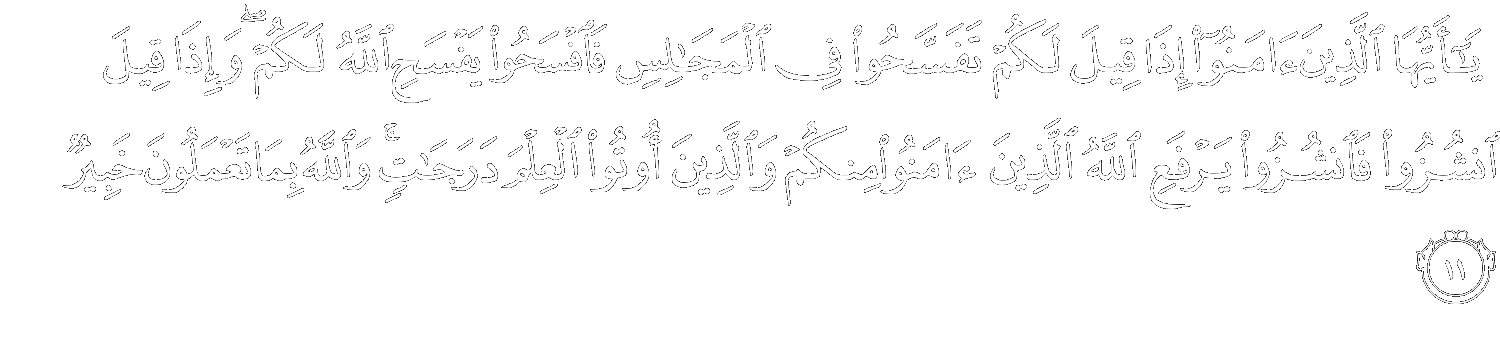 يَـٰٓأَيُّهَا ٱلَّذِينَ ءَامَنُوٓا۟ إِذَا قِيلَ لَكُمْ تَفَسَّحُوا۟ فِى ٱلْمَجَـٰلِسِ فَٱفْسَحُوا۟ يَفْسَحِ ٱللَّهُ لَكُمْ ۖ وَإِذَا قِيلَ
ٱنشُزُوا۟ فَٱنشُزُوا۟ يَرْفَعِ ٱللَّهُ ٱلَّذِينَ ءَامَنُوا۟ مِنكُمْ وَٱلَّذِينَ أُوتُوا۟ ٱلْعِلْمَ دَرَجَـٰتٍ ۚ وَٱللَّهُ بِمَا تَعْمَلُونَ خَبِيرٌ
١١